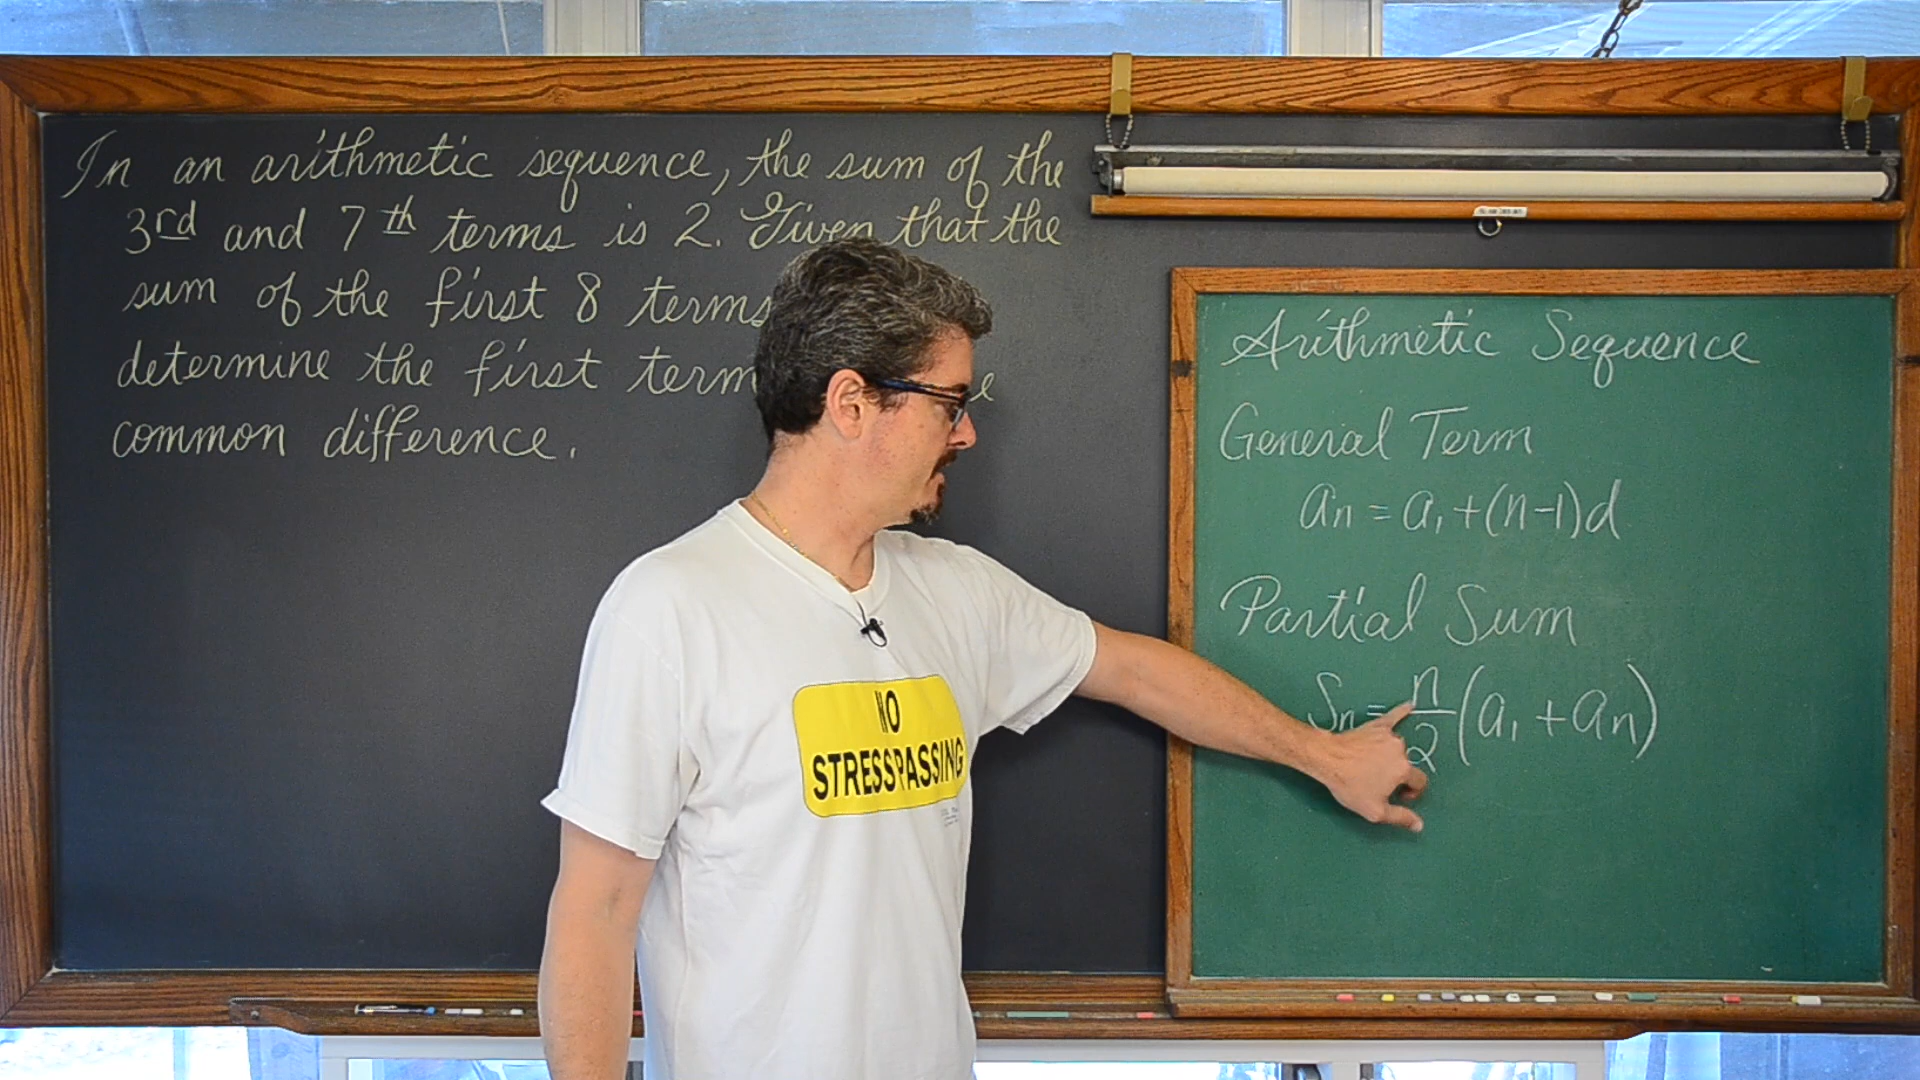 In an arithmetic sequence, the sum of the
3rd and 7th terms is 2. Given that the
sum of the first 8 terms
determine the first term
common difference.
Arithmetic Sequence
General Term
an = a1 + (n-1)d
Partial Sum
Sn = n/2 (a1 + an)
NO
STRESSPASSING